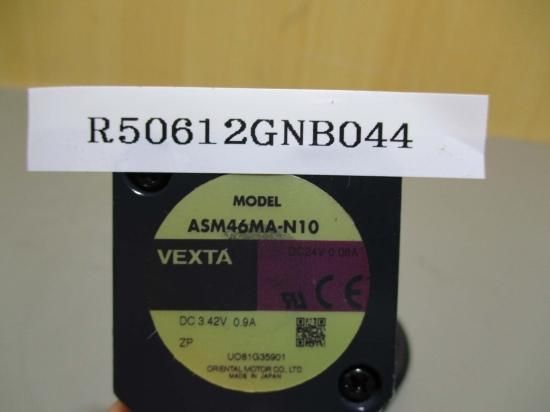 R50612GNB044
MODEL
ASM46MA-N10
VEXTA
DC24V 0.08A
CE
DC 3.42V 0.9A
ZP
UO81G35901
ORIENTAL MOTOR CO., LTD
MADE IN JAPAN